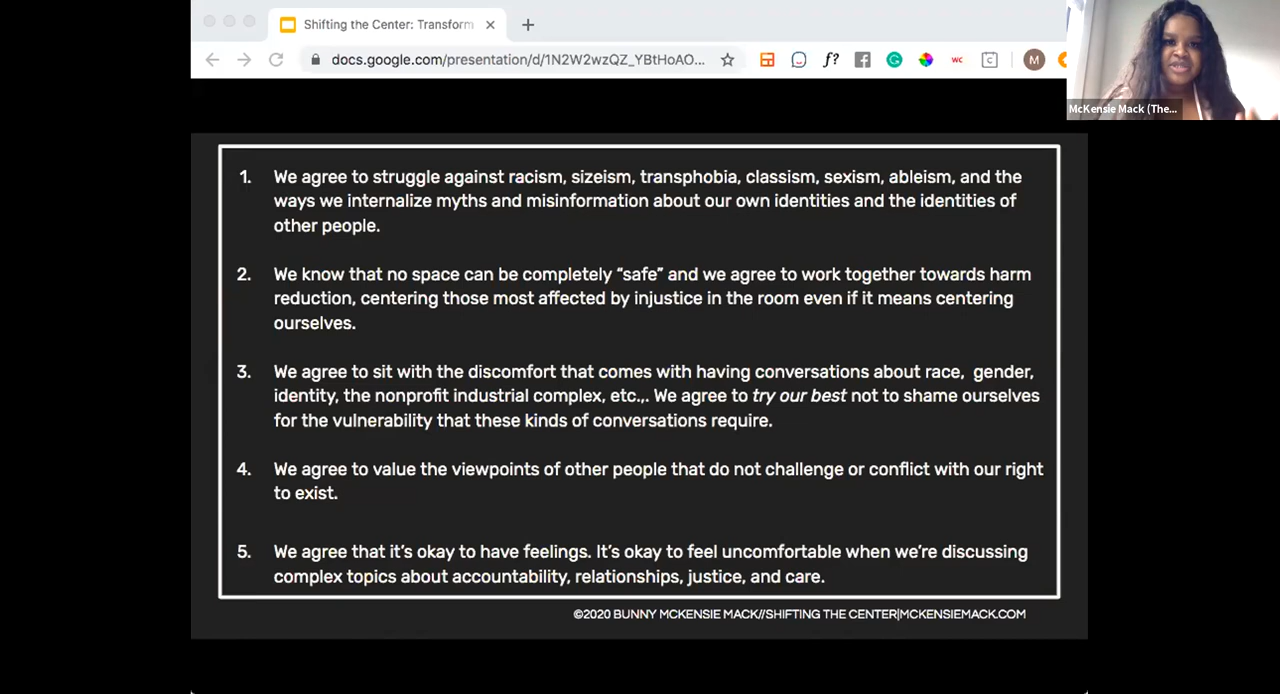 Shifting the Center: Transform
docs.google.com/presentation/d/1N2W2wzQZ_YBtHoAO...
f?
wc
C
M
McKensie Mack (The...
1. We agree to struggle against racism, sizeism, transphobia, classism, sexism, ableism, and the
ways we internalize myths and misinformation about our own identities and the identities of
other people.
2. We know that no space can be completely “safe” and we agree to work together towards harm
reduction, centering those most affected by injustice in the room even if it means centering
ourselves.
3. We agree to sit with the discomfort that comes with having conversations about race, gender,
identity, the nonprofit industrial complex, etc.,. We agree to try our best not to shame ourselves
for the vulnerability that these kinds of conversations require.
4. We agree to value the viewpoints of other people that do not challenge or conflict with our right
to exist.
5. We agree that it’s okay to have feelings. It’s okay to feel uncomfortable when we’re discussing
complex topics about accountability, relationships, justice, and care.
©2020 BUNNY MCKENSIE MACK//SHIFTING THE CENTER|MCKENSIEMACK.COM